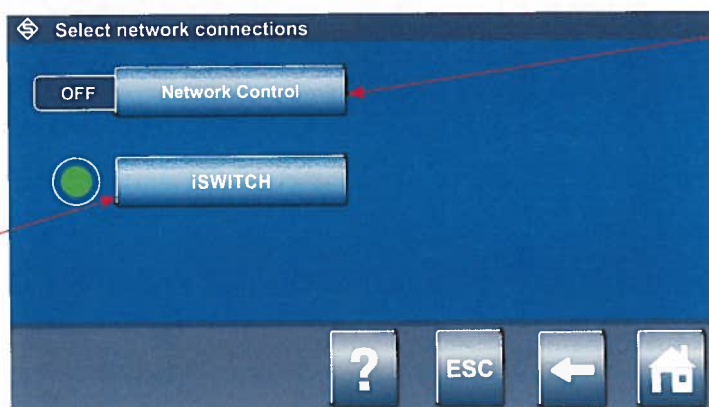 Select network connections
OFF Network Control
iSWITCH
? ESC